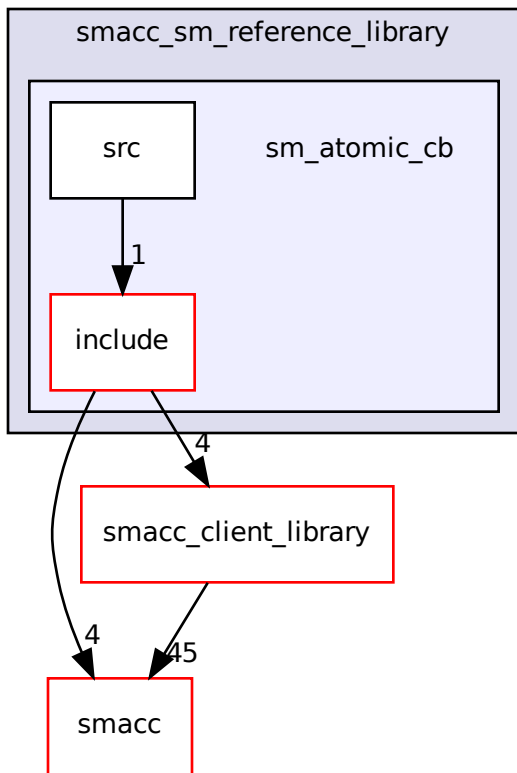 smacc_sm_reference_library
src
sm_atomic_cb
1
include
4
smacc_client_library
4
45
smacc